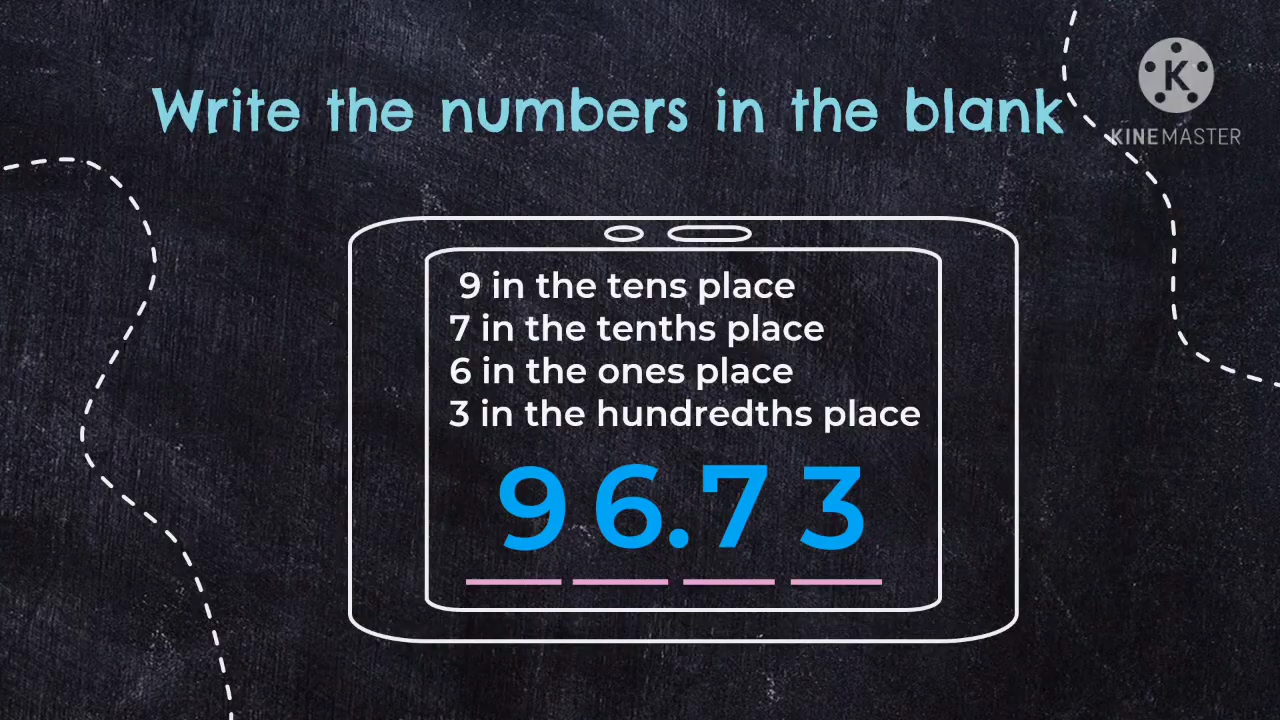 Write the numbers in the blank
K
KINEMASTER
9 in the tens place
7 in the tenths place
6 in the ones place
3 in the hundredths place
96.73